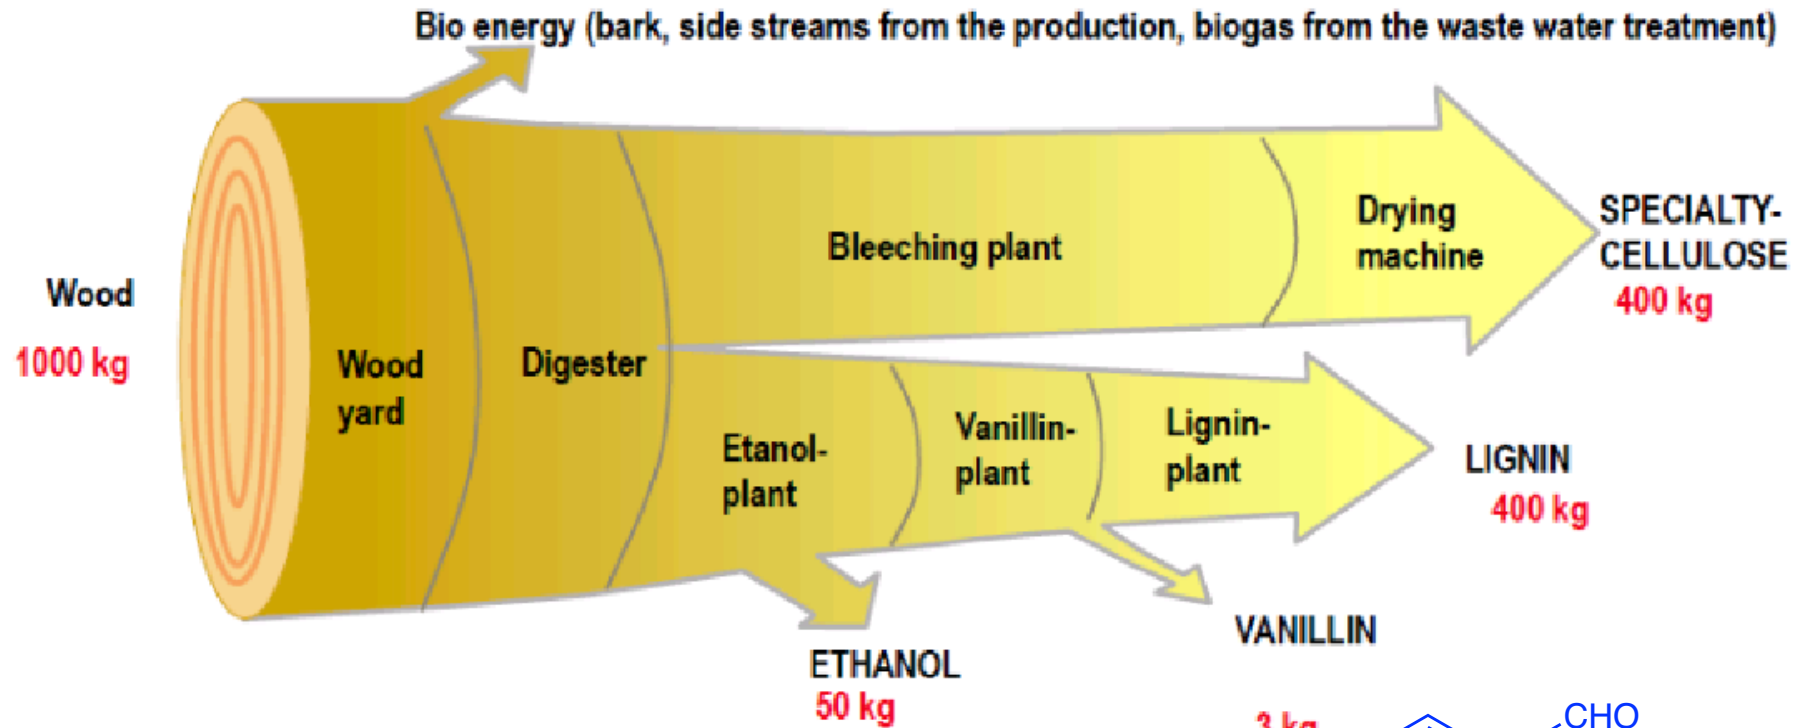 Bio energy (bark, side streams from the production, biogas from the waste water treatment)
Wood
1000 kg
Wood
yard
Digester
Bleeching plant
Drying
machine
SPECIALTY-
CELLULOSE
400 kg
Etanol-
plant
Vanillin-
plant
Lignin-
plant
LIGNIN
400 kg
ETHANOL
50 kg
VANILLIN
3 kg
CHO